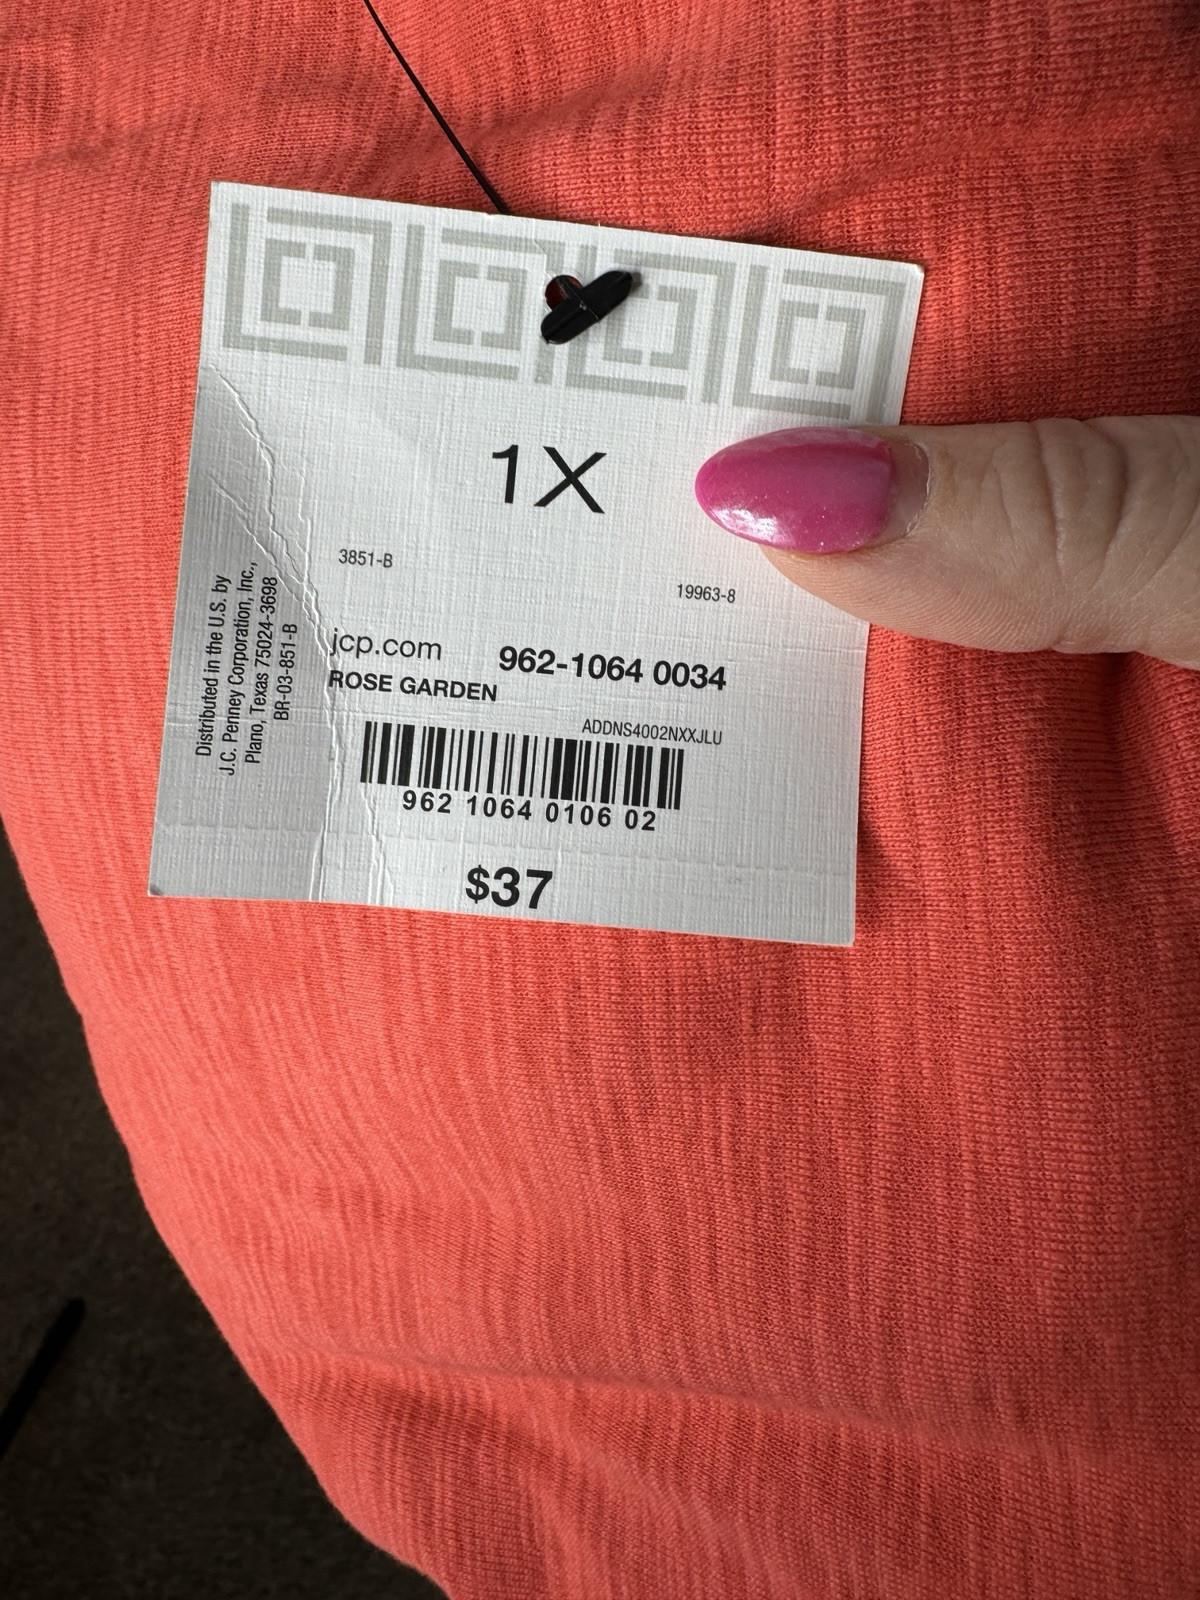 1X
3851-B
19963-8
jcp.com
962-1064 0034
ROSE GARDEN
ADDNS4002NXXJLU
962 1064 0106 02
$37
Distributed in the U.S. by
J.C. Penney Corporation, Inc.,
Plano, Texas 75024-3698
BR-03-851-B